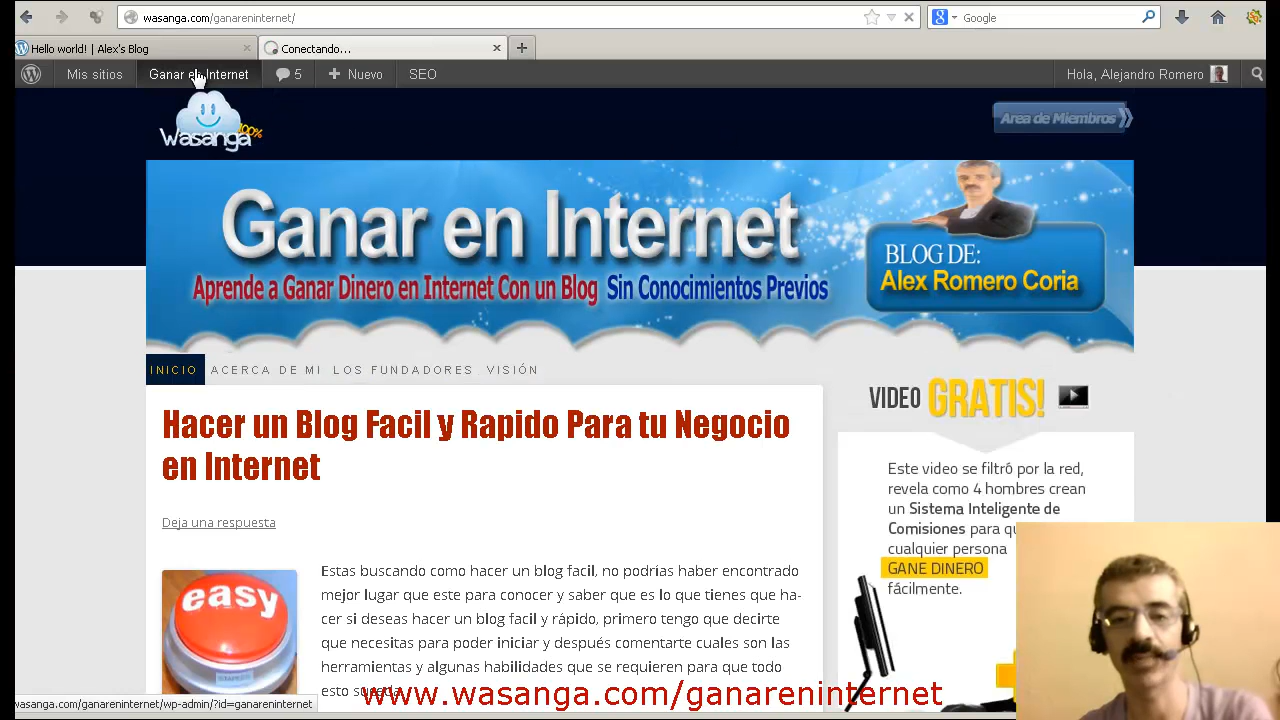 wasanga.com/ganareninternet/
Google
Hello world! | Alex's Blog
Conectando...
Mis sitios
Ganar en Internet
5
Nuevo
SEO
Hola, Alejandro Romero
Wasanga 100%
Area de Miembros
Ganar en Internet
Aprende a Ganar Dinero en Internet Con un Blog Sin Conocimientos Previos
BLOG DE:
Alex Romero Coria
INICIO ACERCA DE MI LOS FUNDADORES VISIÓN
Hacer un Blog Facil y Rapido Para tu Negocio
en Internet
Deja una respuesta
easy
STAPLES
Estas buscando como hacer un blog facil, no podrias haber encontrado
mejor lugar que este para conocer y saber que es lo que tienes que ha-
cer si deseas hacer un blog facil y rápido, primero tengo que decirte
que necesitas para poder iniciar y después comentarte cuales son las
herramientas y algunas habilidades que se requieren para que todo
esto suceda.
VIDEO GRATIS!
Este video se filtró por la red,
revela como 4 hombres crean
un Sistema Inteligente de
Comisiones para qu
cualquier persona
GANE DINERO
fácilmente.
wasanga.com/ganareninternet/wp-admin/?id=ganareninternet
www.wasanga.com/ganareninternet